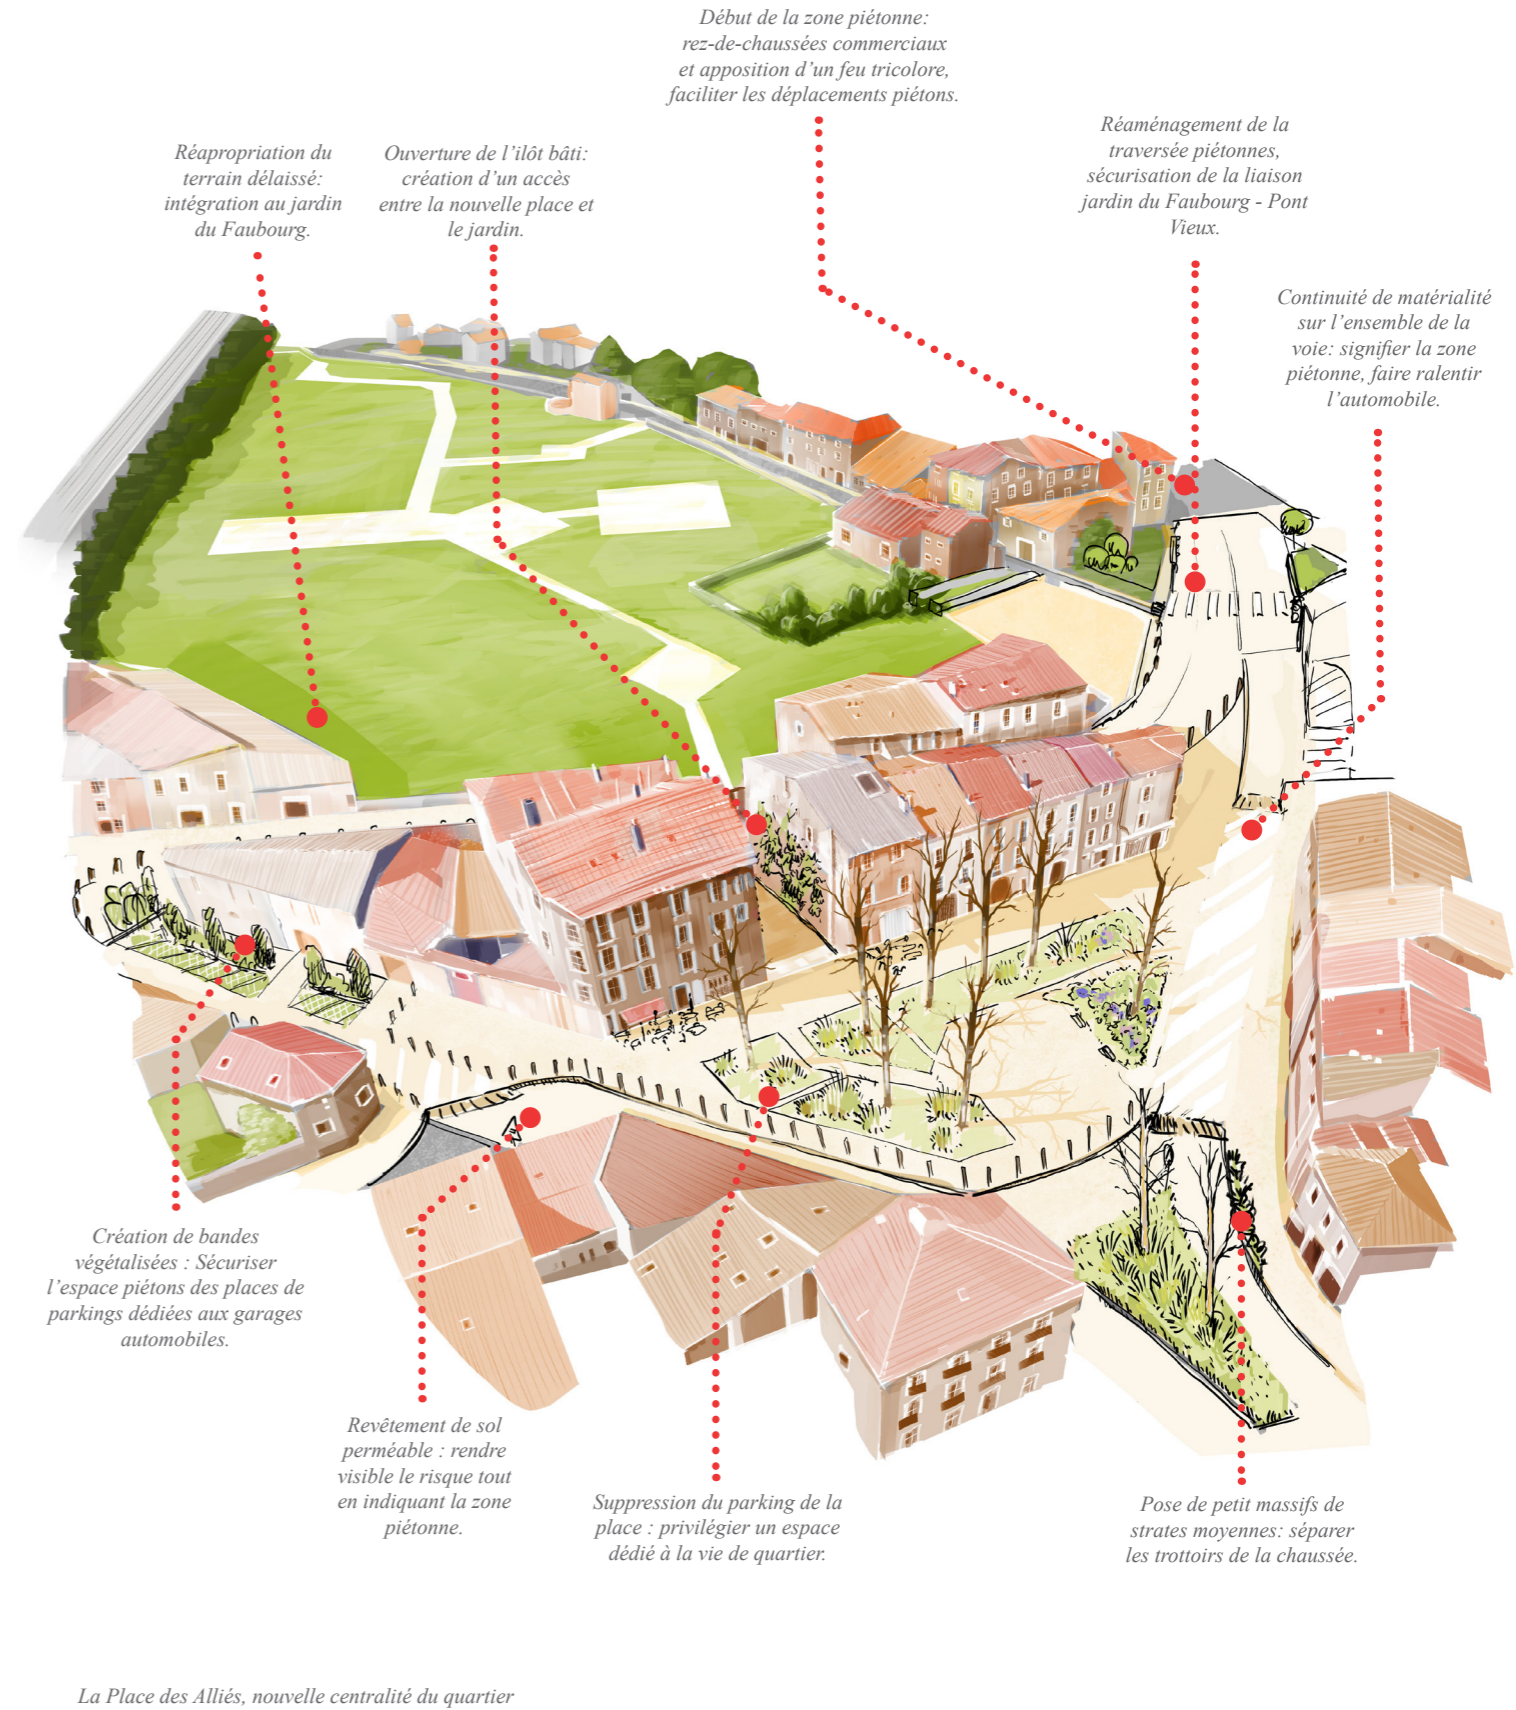 Début de la zone piétonne:
rez-de-chaussées commerciaux
et apposition d’un feu tricolore,
faciliter les déplacements piétons.
Réaménagement de la
traversée piétonnes,
sécurisation de la liaison
jardin du Faubourg - Pont
Vieux.
Réapropriation du
terrain délaissé:
intégration au jardin
du Faubourg.
Ouverture de l’ilôt bâti:
création d’un accès
entre la nouvelle place et
le jardin.
Continuité de matérialité
sur l’ensemble de la
voie: signifier la zone
piétonne, faire ralentir
l’automobile.
Création de bandes
végétalisées : Sécuriser
l’espace piétons des places de
parkings dédiées aux garages
automobiles.
Revêtement de sol
perméable : rendre
visible le risque tout
en indiquant la zone
piétonne.
Suppression du parking de la
place : privilégier un espace
dédié à la vie de quartier.
Pose de petit massifs de
strates moyennes: séparer
les trottoirs de la chaussée.
La Place des Alliés, nouvelle centralité du quartier